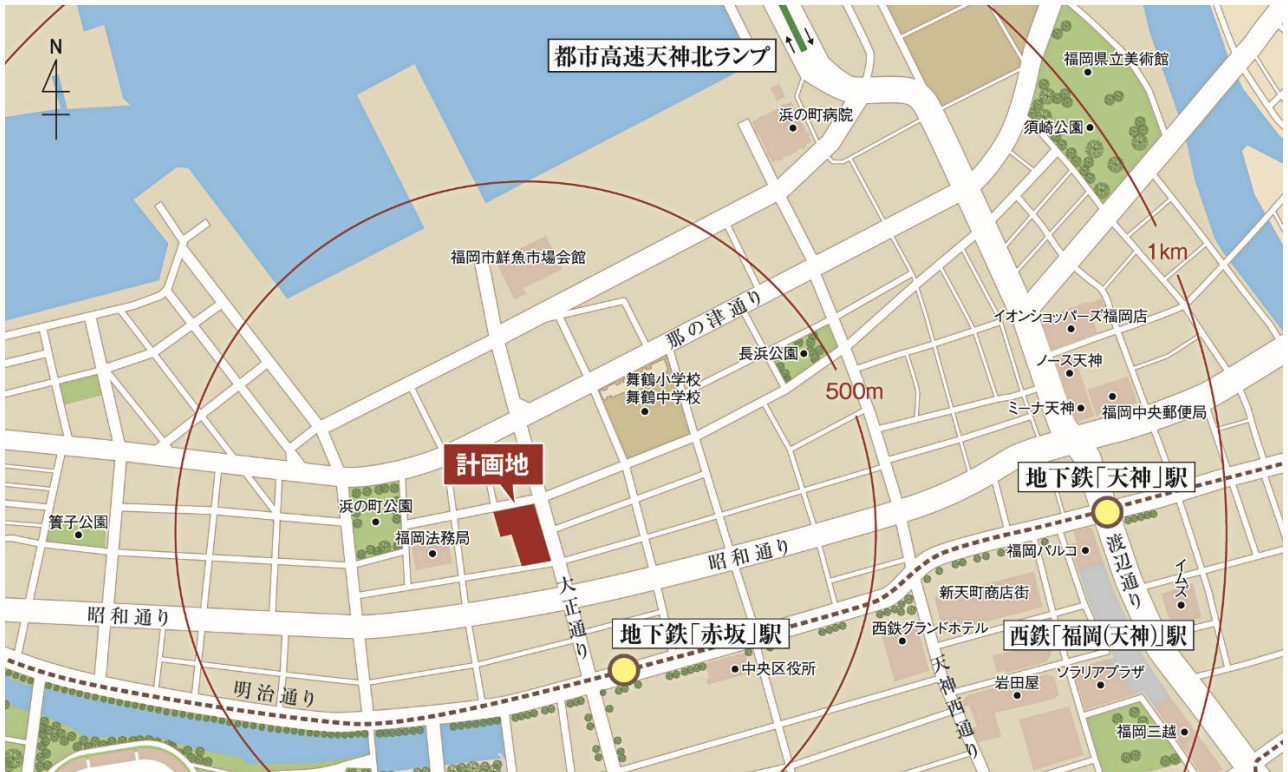 N
都市高速天神北ランプ
福岡県立美術館
浜の町病院
須崎公園
1km
福岡市鮮魚市場会館
那の津通り
イオンショッパーズ福岡店
長浜公園
ノース天神
舞鶴小学校
舞鶴中学校
500m
ミーナ天神
福岡中央郵便局
計画地
地下鉄「天神」駅
浜の町公園
簀子公園
福岡法務局
昭和通り
福岡パルコ
渡辺通り
イムズ
大正通り
新天町商店街
昭和通り
地下鉄「赤坂」駅
西鉄グランドホテル
西鉄「福岡(天神)」駅
中央区役所
天神西通り
ソラリアプラザ
岩田屋
明治通り
福岡三越